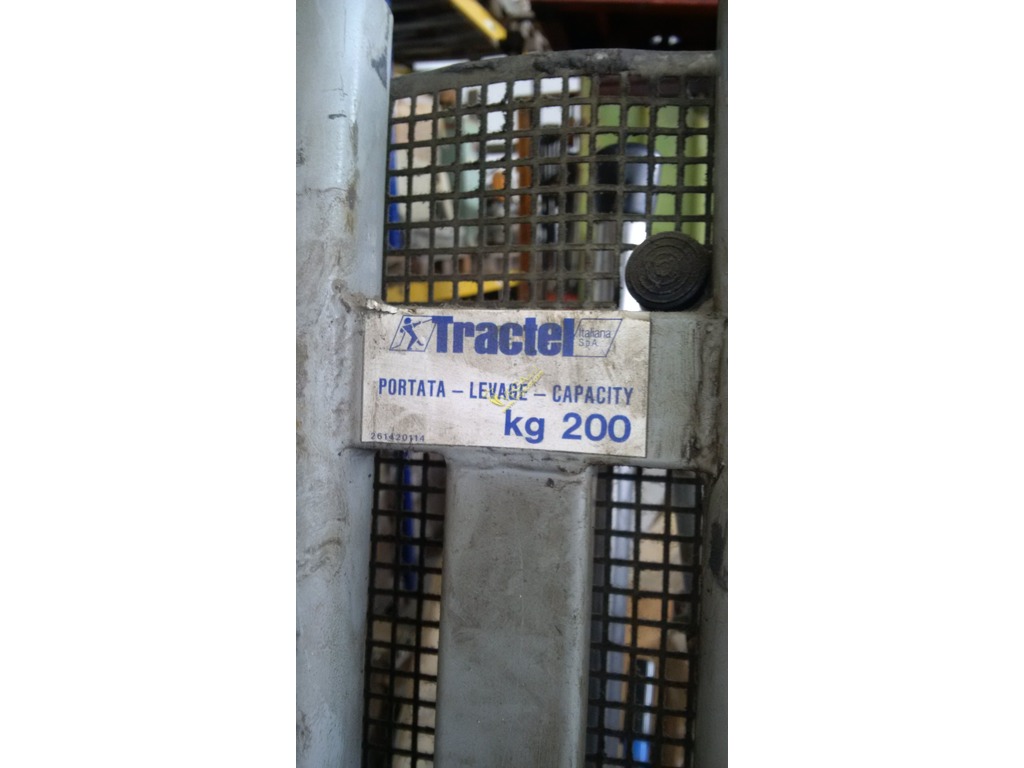 Tractel Italiana
S.p.A.
PORTATA – LEVAGE – CAPACITY
kg 200
261420114